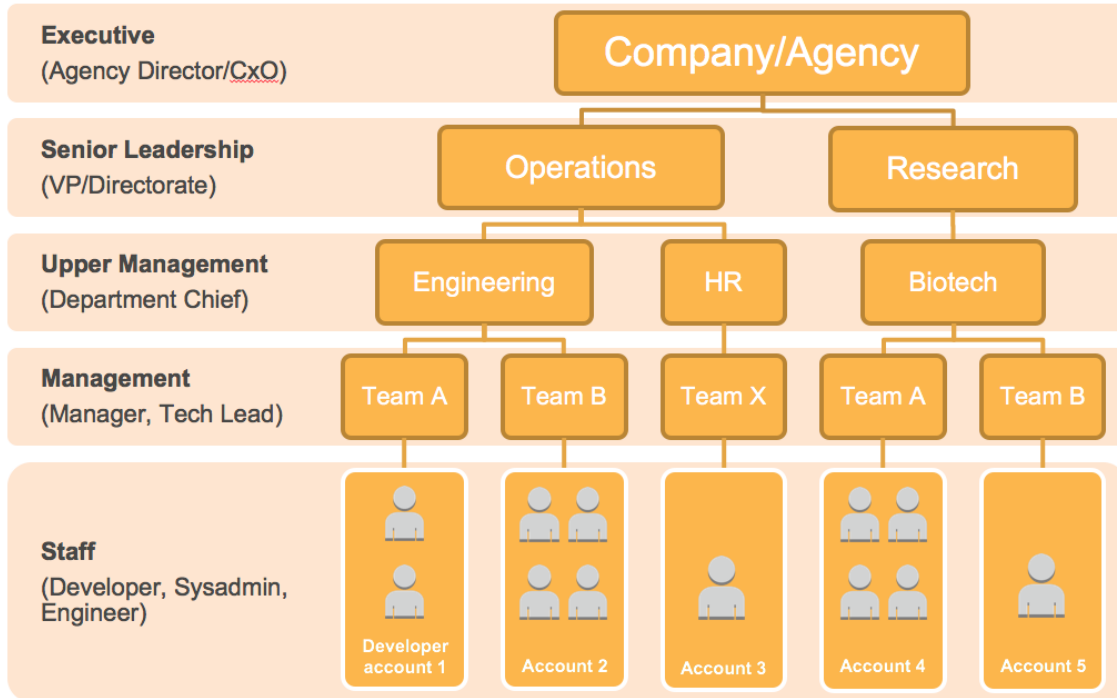 Executive
(Agency Director/CxO)
Company/Agency
Senior Leadership
(VP/Directorate)
Operations
Research
Upper Management
(Department Chief)
Engineering
HR
Biotech
Management
(Manager, Tech Lead)
Team A
Team B
Team X
Team A
Team B
Staff
(Developer, Sysadmin,
Engineer)
Developer
account 1
Account 2
Account 3
Account 4
Account 5